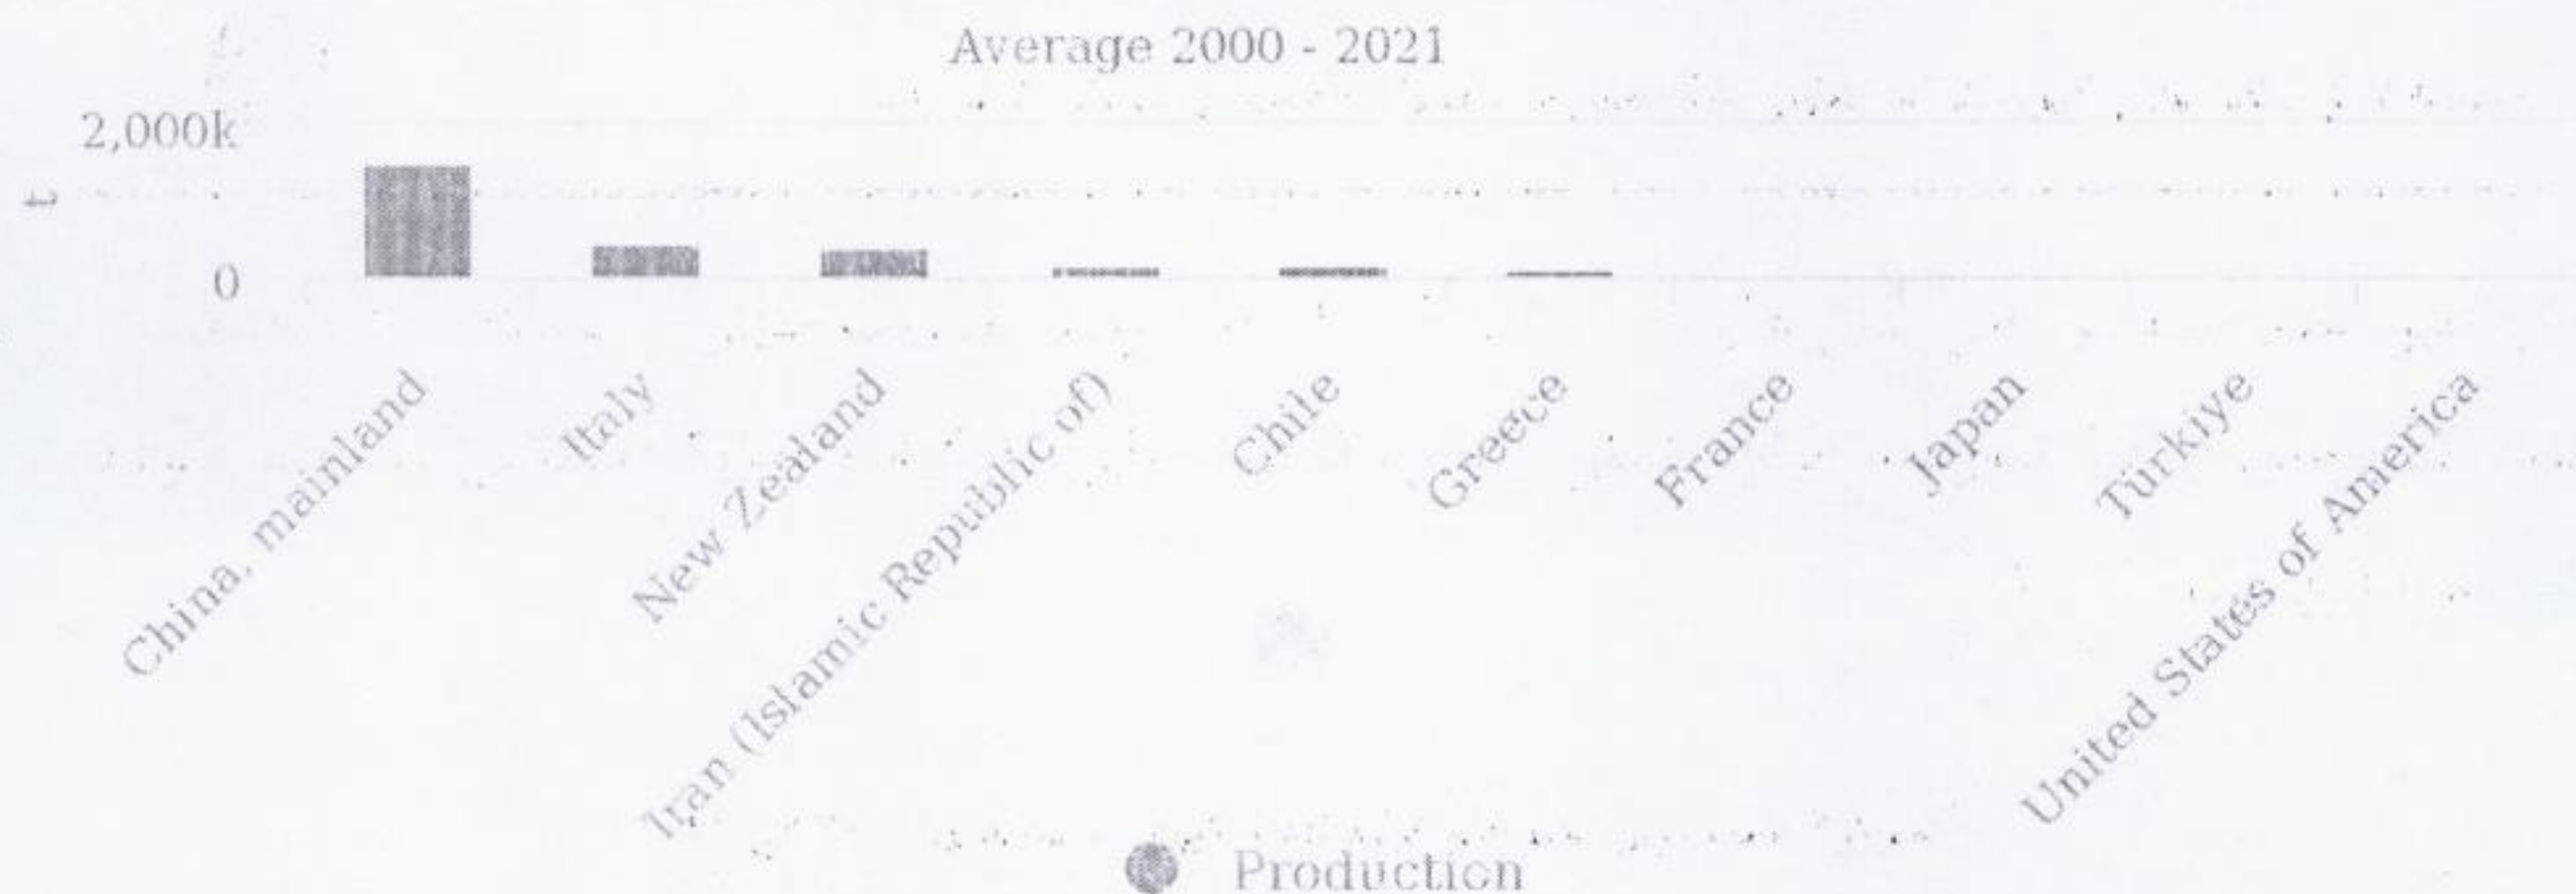 Average 2000 - 2021
2,000k
t
0
China, mainland
Italy
New Zealand
Iran (Islamic Republic of)
Chile
Greece
France
Japan
Türkiye
United States of America
Production